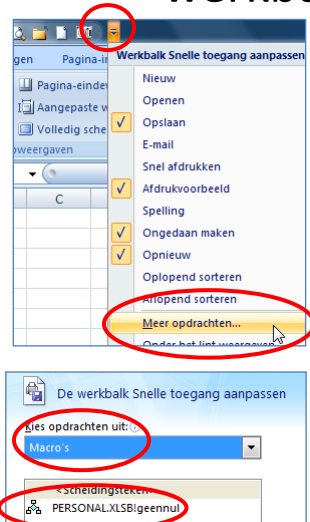 gen Pagina-
Werkbalk Snelle toegang aanpassen
Nieuw
Pagina-einde
Openen
Aangepaste w
Opslaan
Volledig sche
E-mail
weergaven
Snel afdrukken
Afdrukvoorbeeld
C
Spelling
Ongedaan maken
Opnieuw
Oplopend sorteren
Aflopend sorteren
Meer opdrachten...
Onder het lint weergeven
De werkbalk Snelle toegang aanpassen
Kies opdrachten uit:
Macro's
<Scheidingsteken>
PERSONAL.XLSB!geennul